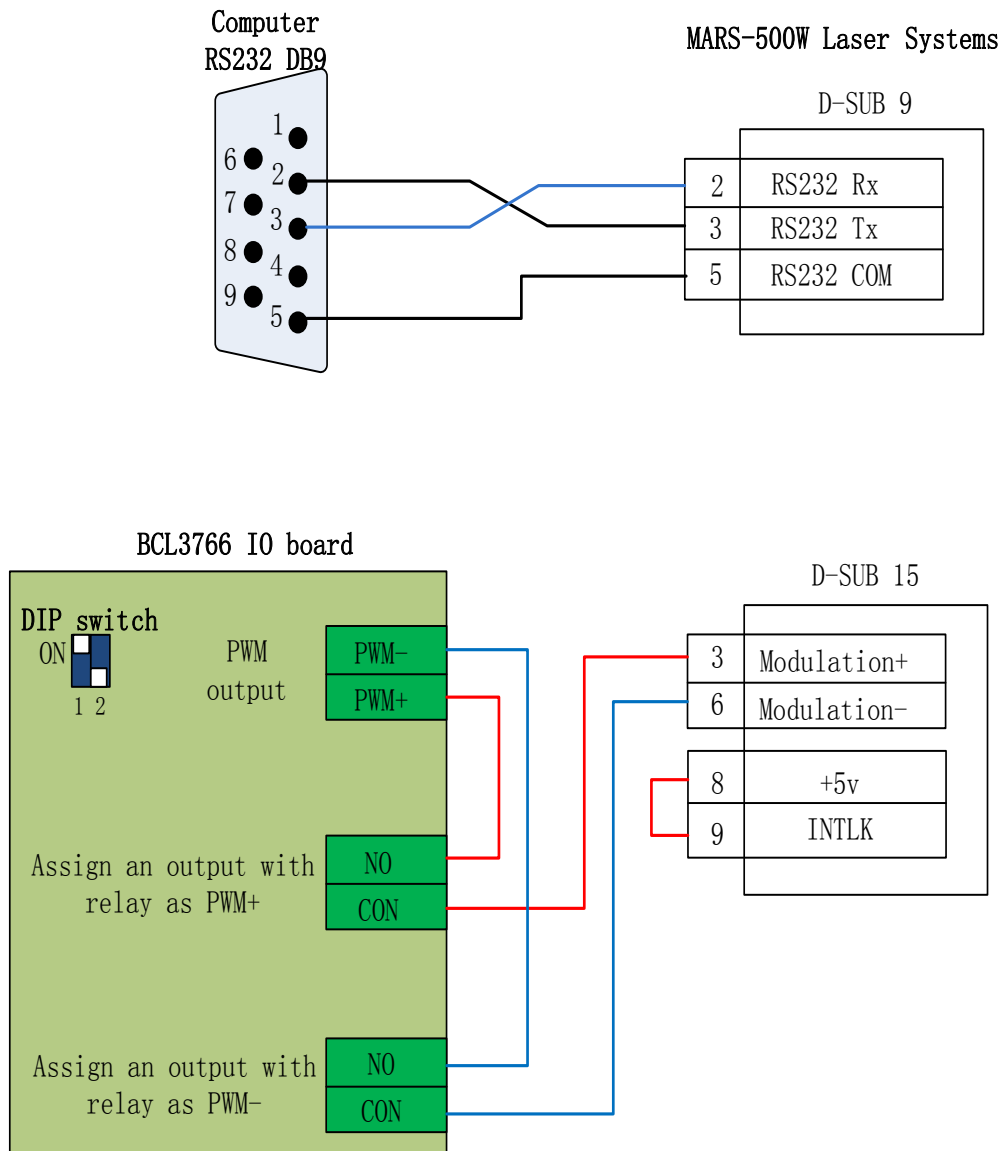 Computer
RS232 DB9
1
6
2
7
3
8
4
9
5
MARS-500W Laser Systems
D-SUB 9
2 RS232 Rx
3 RS232 Tx
5 RS232 COM
BCL3766 IO board
DIP switch
ON
1 2
PWM
output
PWM-
PWM+
Assign an output with
relay as PWM+
NO
CON
Assign an output with
relay as PWM-
NO
CON
D-SUB 15
3 Modulation+
6 Modulation-
8 +5v
9 INTLK